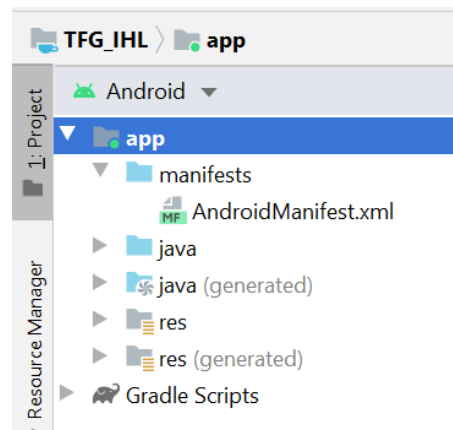 TFG_IHL app
Android
1: Project
app
manifests
MF AndroidManifest.xml
java
java (generated)
Resource Manager
res
res (generated)
Gradle Scripts